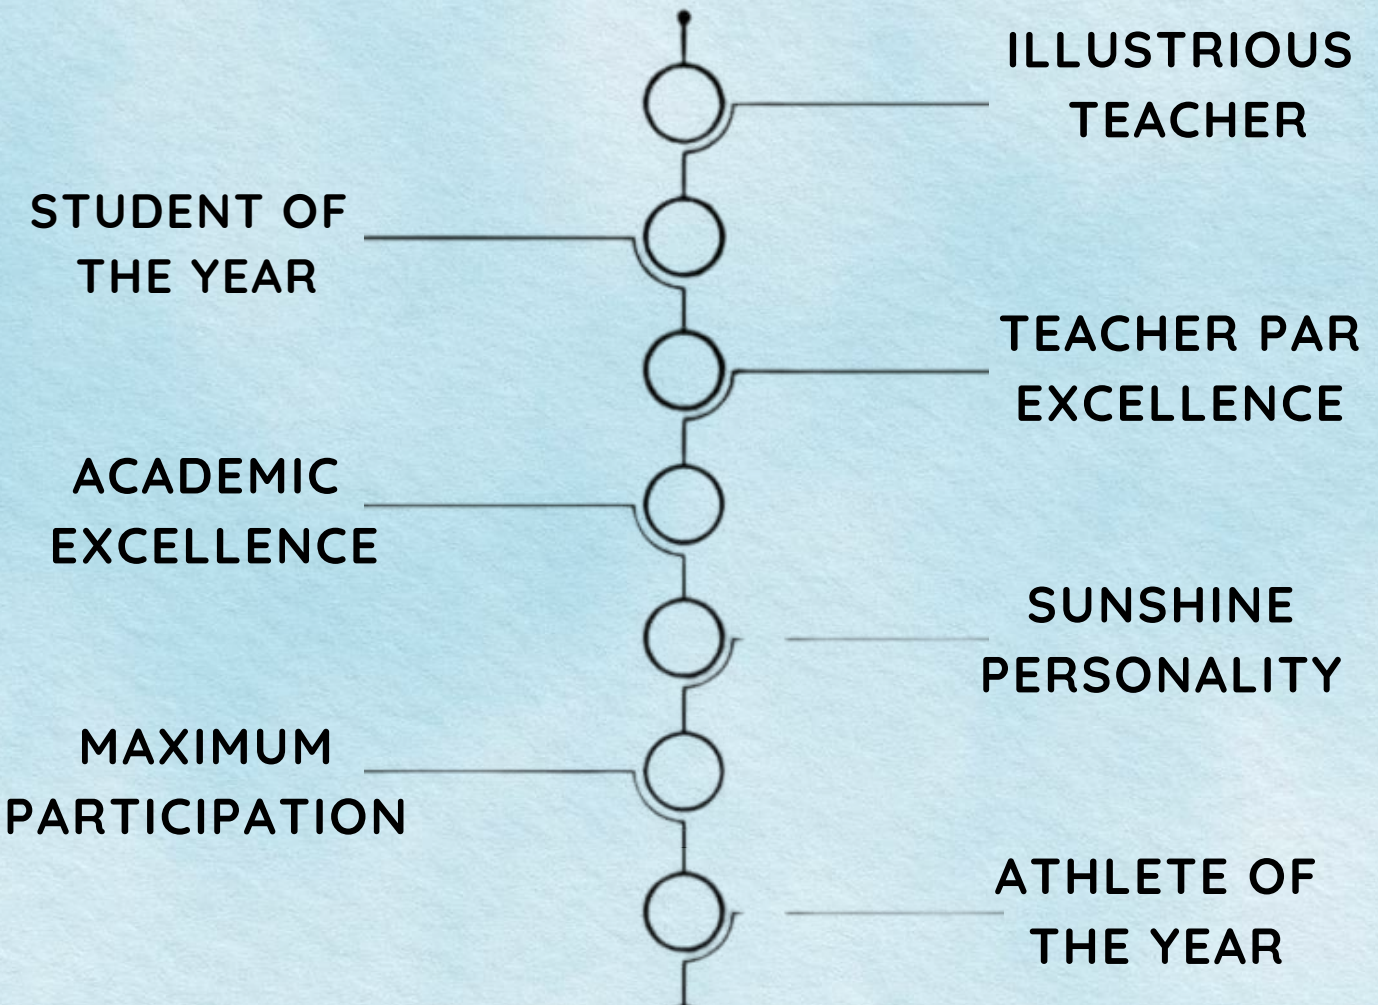 ILLUSTRIOUS
TEACHER
STUDENT OF
THE YEAR
TEACHER PAR
EXCELLENCE
ACADEMIC
EXCELLENCE
SUNSHINE
PERSONALITY
MAXIMUM
PARTICIPATION
ATHLETE OF
THE YEAR